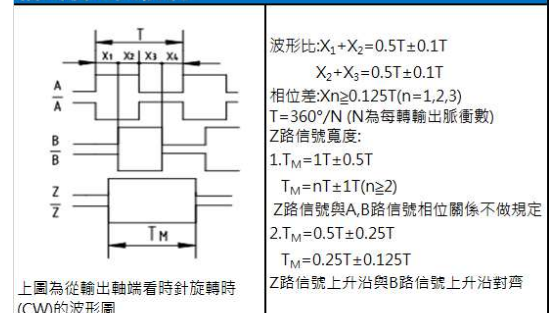 T
X₁ X₂ X₃ X₄
A
A
B
B
Z
Z
TM
上圖為從輸出軸端看時針旋轉時
(CW)的波形圖
波形比:X₁+X₂=0.5T±0.1T
X₂+X₃=0.5T±0.1T
相位差:Xn≧0.125T(n=1,2,3)
T=360°/N (N為每轉輸出脈衝數)
Z路信號寬度:
1.TM=1T±0.5T
TM=nT±1T(n≧2)
Z路信號與A,B路信號相位關係不做規定
2.TM=0.5T±0.25T
TM=0.25T±0.125T
Z路信號上升沿與B路信號上升沿對齊